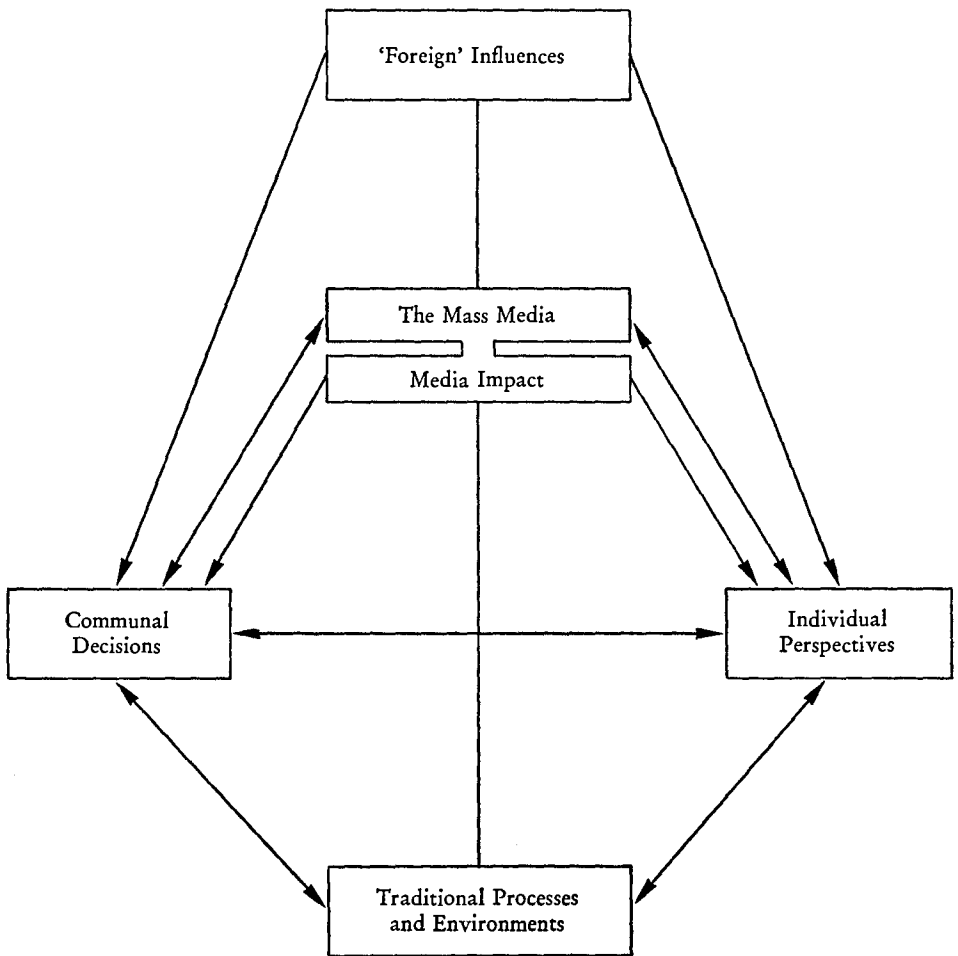 ‘Foreign’ Influences
The Mass Media
Media Impact
Communal
Decisions
Individual
Perspectives
Traditional Processes
and Environments